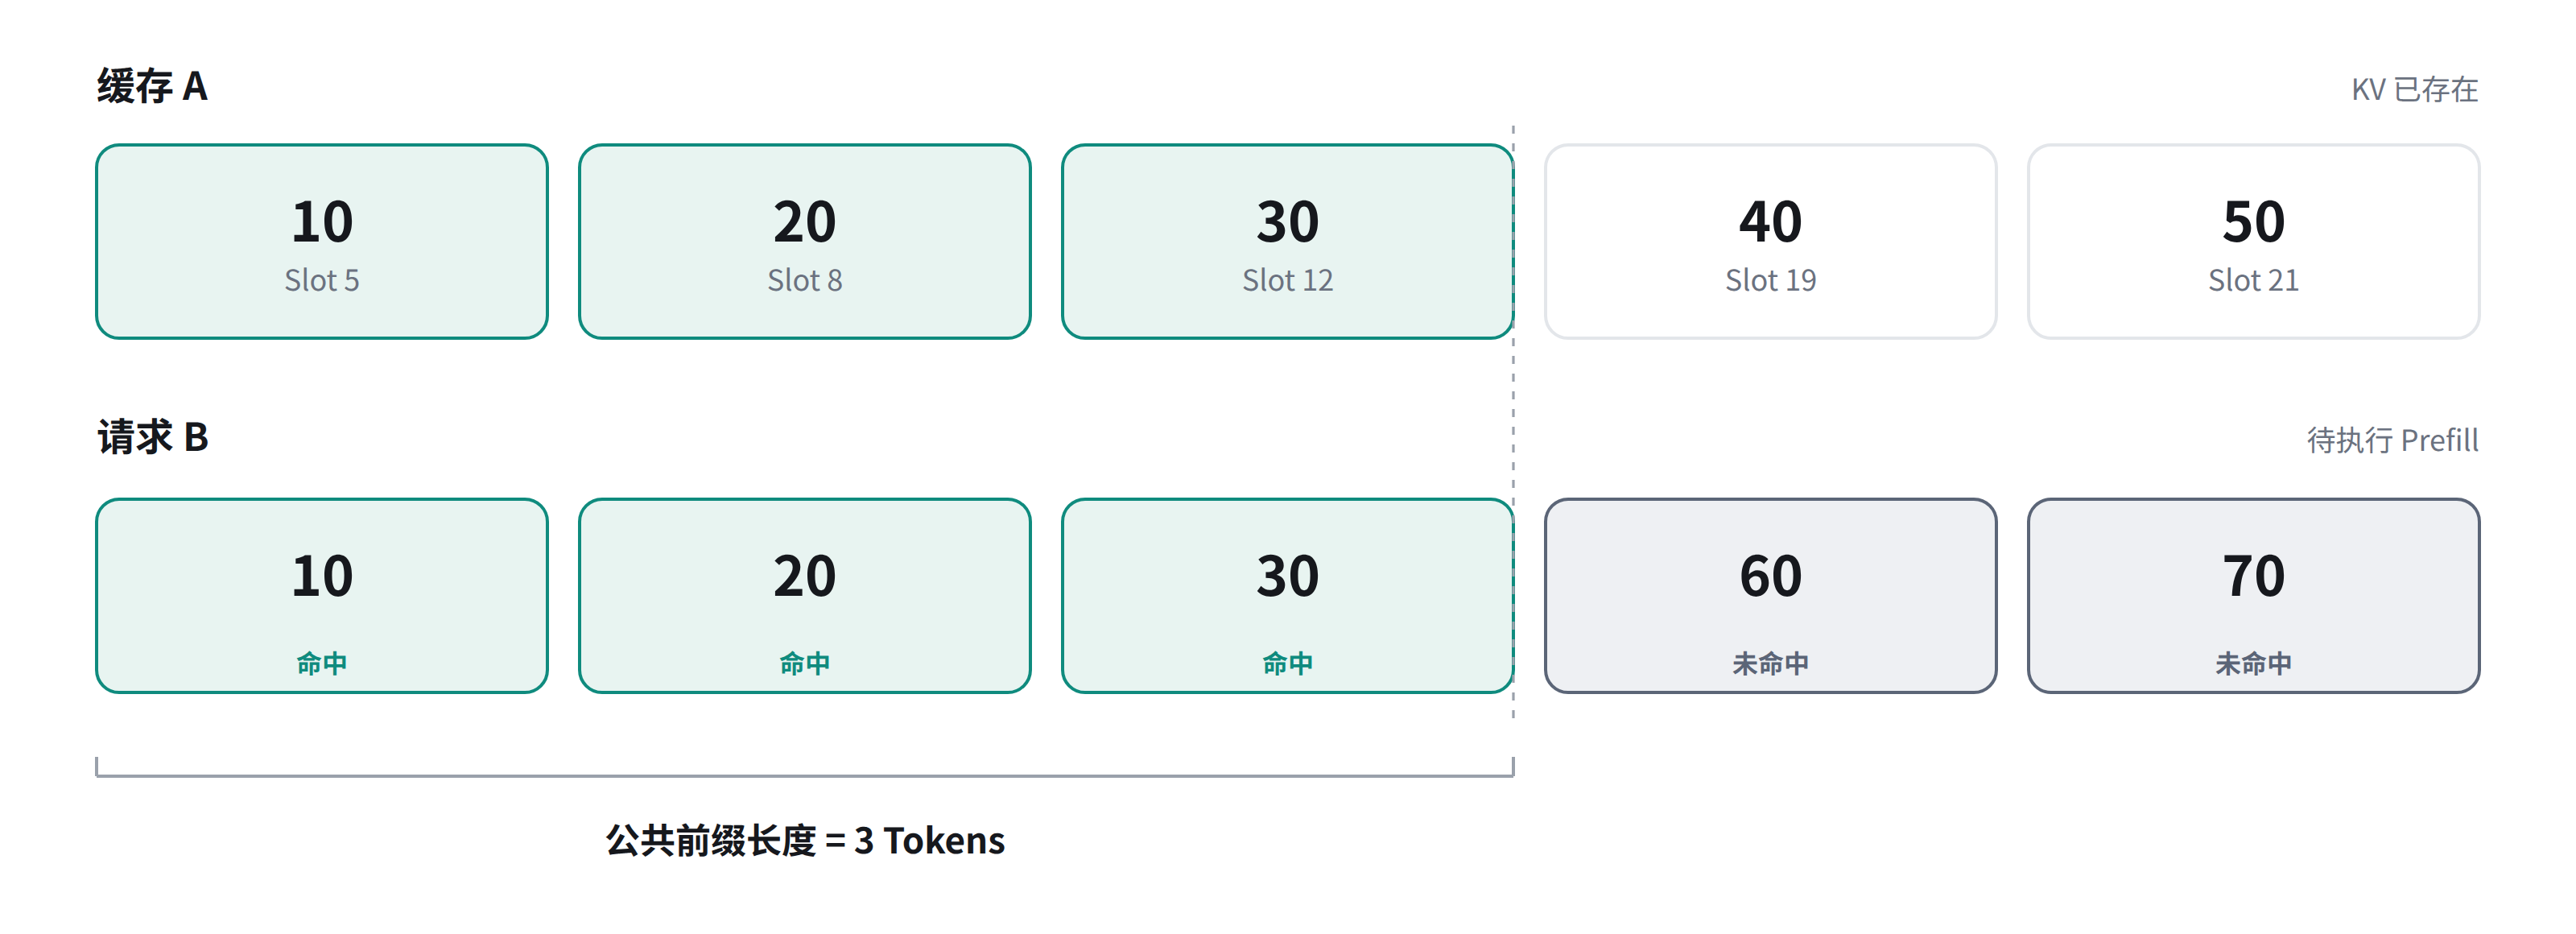 缓存 A
KV 已存在
10 20 30 40 50
Slot 5 Slot 8 Slot 12 Slot 19 Slot 21
请求 B
待执行 Prefill
10 20 30 60 70
命中 命中 命中 未命中 未命中
公共前缀长度 = 3 Tokens